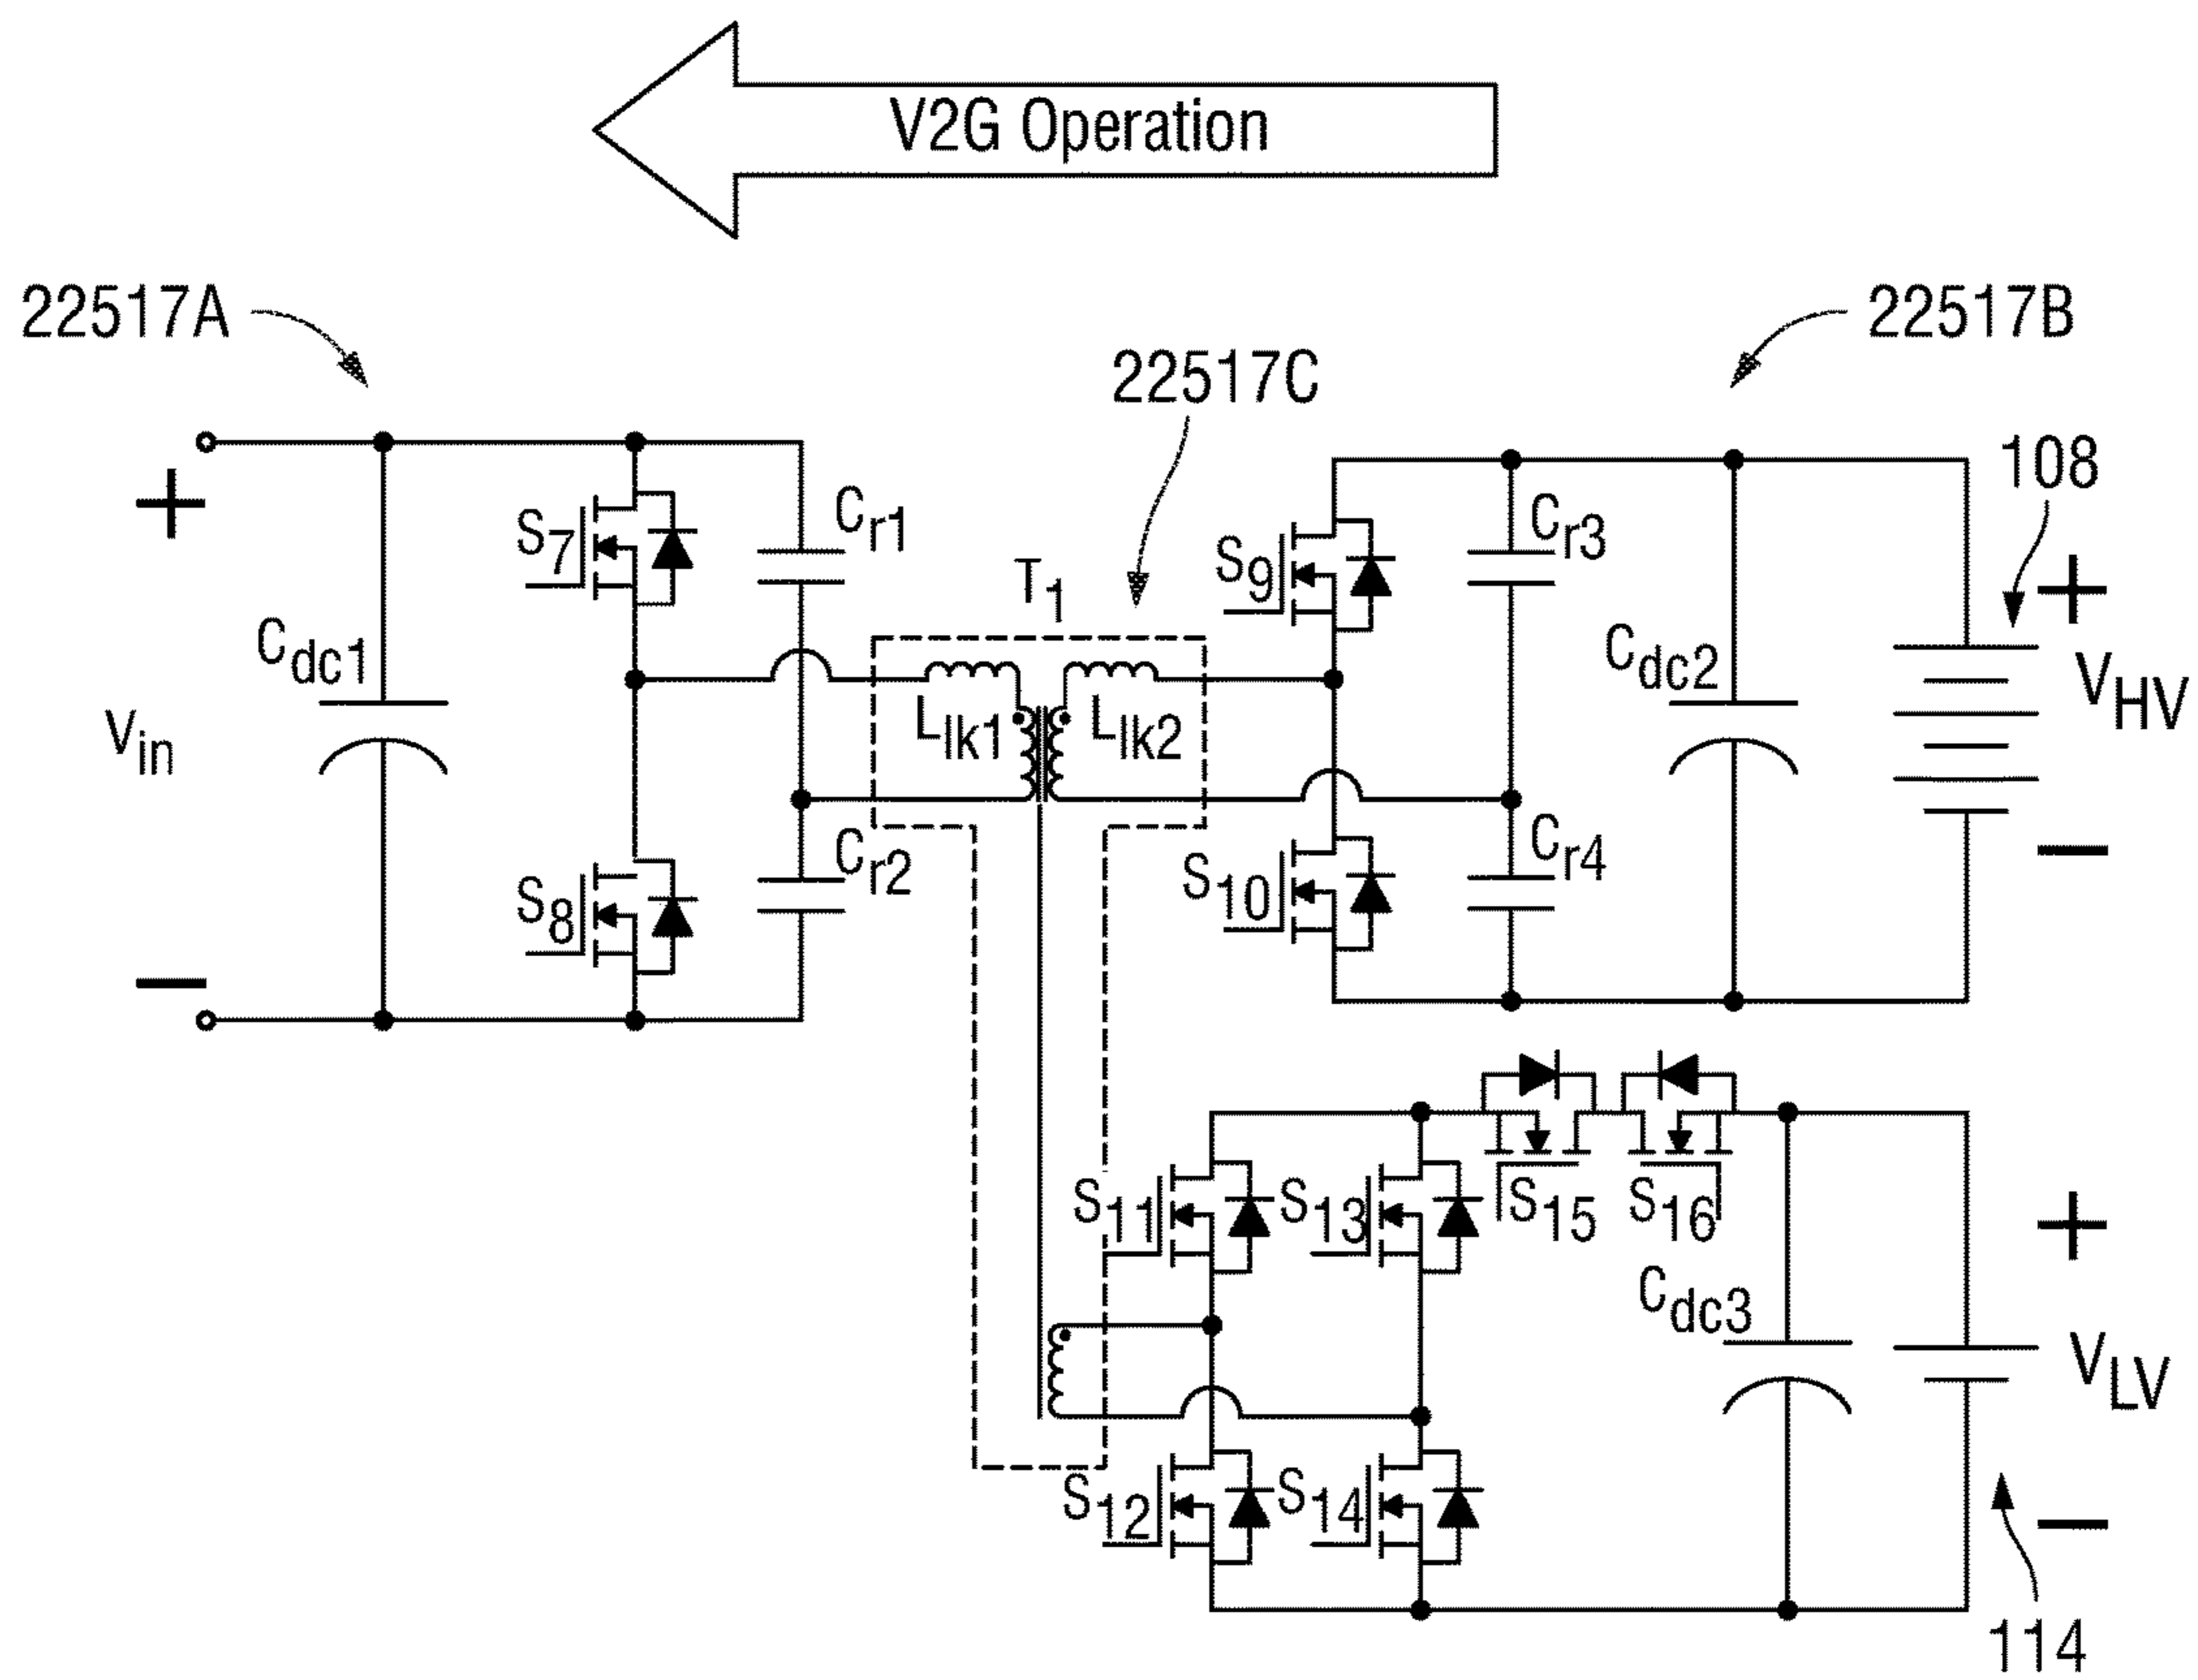 V2G Operation
22517A
22517B
22517C
108
+
+
S7
Cr1
T1
S9
Cr3
Cdc1
Cdc2
VHV
Vin
Llk1
Llk2
S8
Cr2
S10
Cr4
−
−
S11
S13
S15
S16
+
Cdc3
VLV
S12
S14
−
114